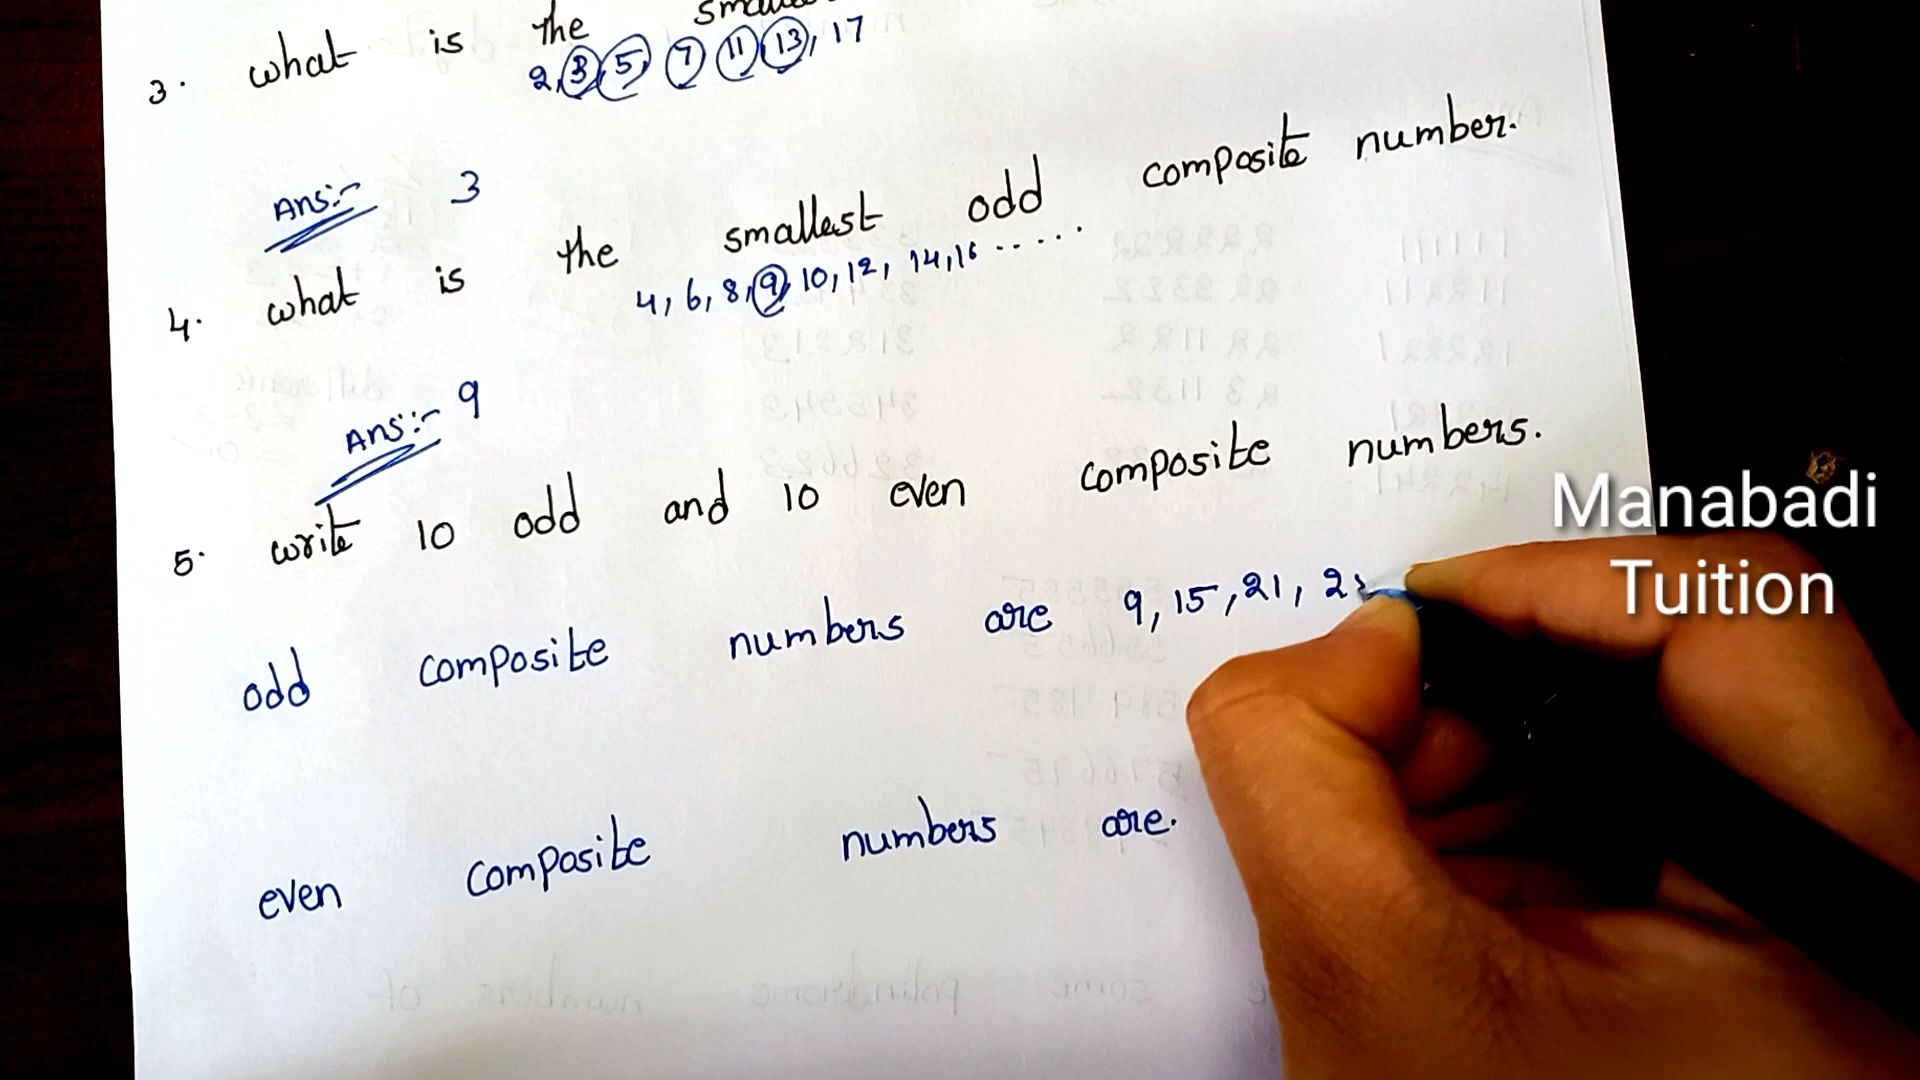 3. what is the
2, 3, 5, 7, 11, 13, 17
Ans:- 3
4. what is the smallest odd composite number.
4, 6, 8, 9, 10, 12, 14, 16 .....
Ans:- 9
5. write 10 odd and 10 even composite numbers.
odd composite numbers are 9, 15, 21,
even composite numbers are.
Manabadi
Tuition